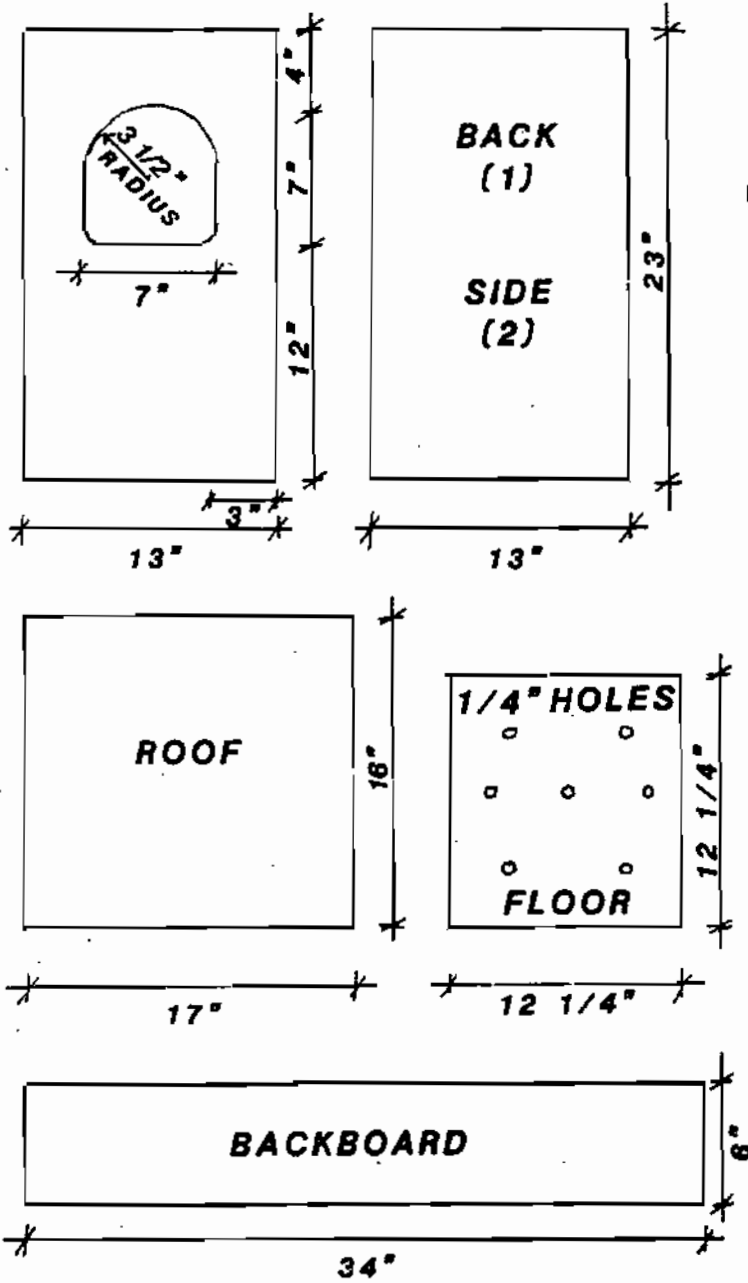 4"
3 1/2"
RADIUS
7"
7"
12"
3"
13"
BACK
(1)
SIDE
(2)
23"
13"
ROOF
16"
17"
1/4" HOLES
FLOOR
12 1/4"
12 1/4"
BACKBOARD
6"
34"